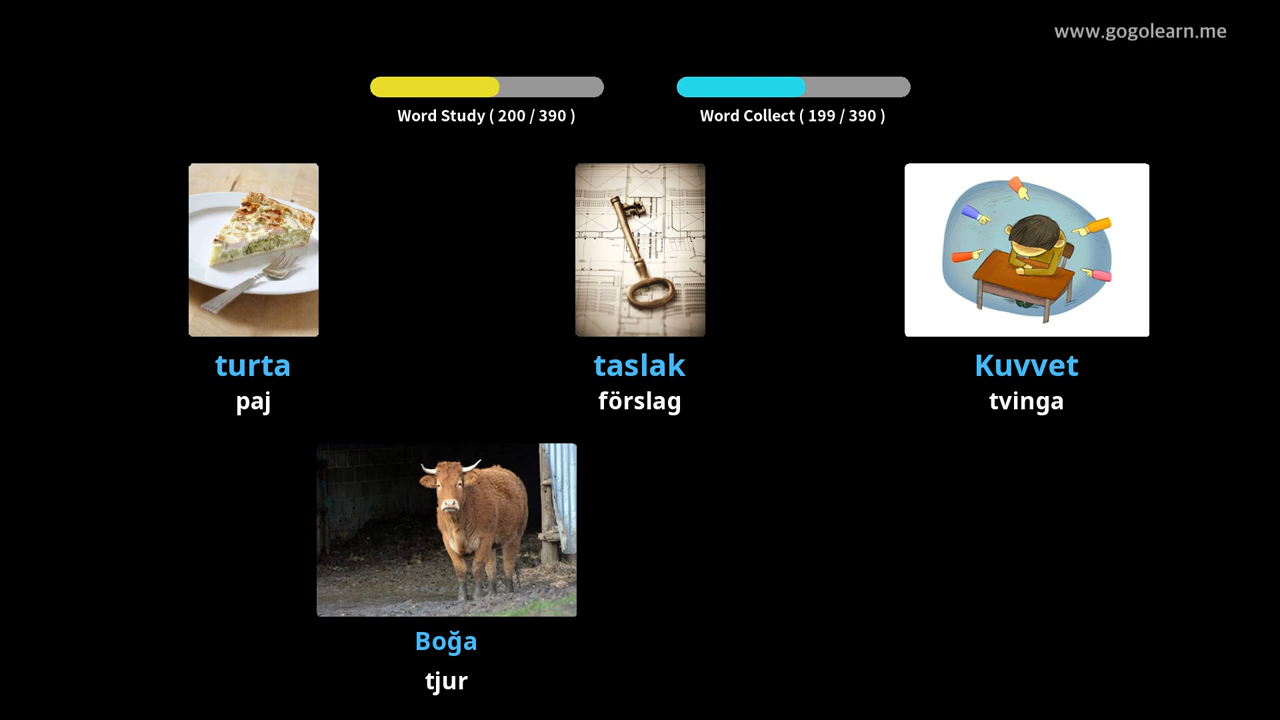 www.gogolearn.me
Word Study ( 200 / 390 )
Word Collect ( 199 / 390 )
turta
paj
taslak
förslag
Kuvvet
tvinga
Boğa
tjur